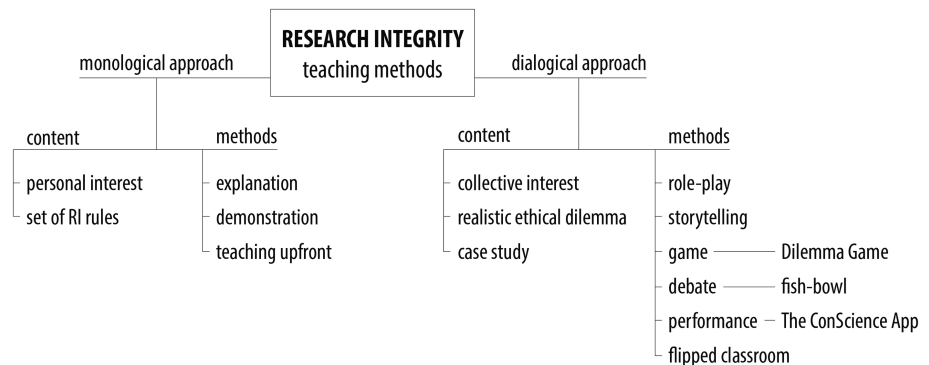 RESEARCH INTEGRITY
teaching methods
monological approach
dialogical approach
content
methods
personal interest
set of RI rules
explanation
demonstration
teaching upfront
content
methods
collective interest
realistic ethical dilemma
case study
role-play
storytelling
game
Dilemma Game
debate
fish-bowl
performance
The ConScience App
flipped classroom